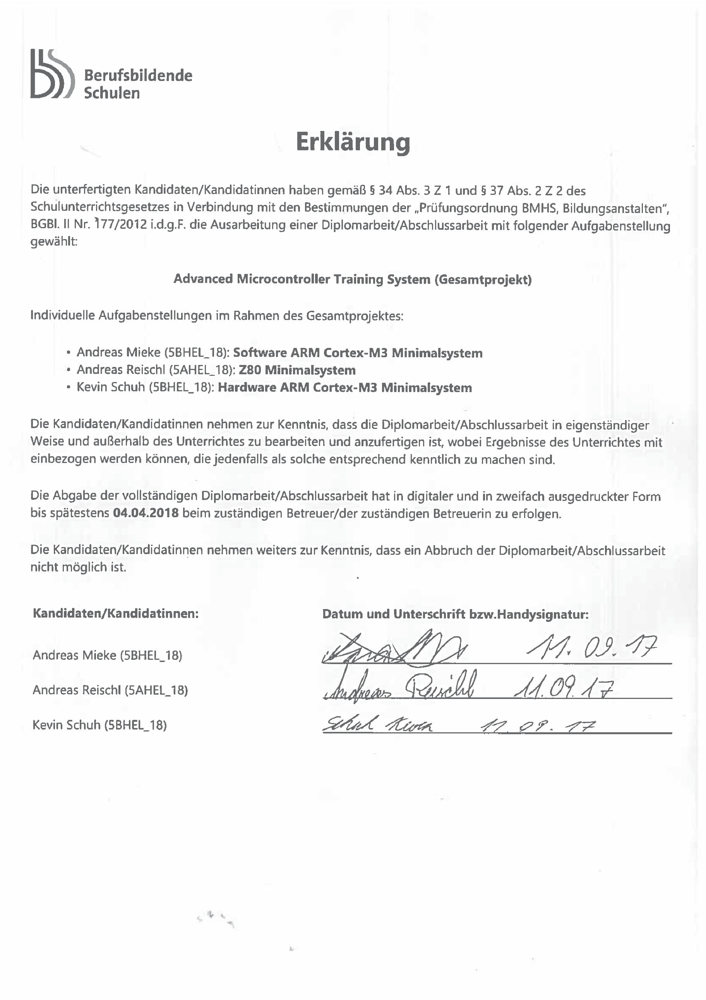 Berufsbildende
Schulen
Erklärung
Die unterfertigten Kandidaten/Kandidatinnen haben gemäß § 34 Abs. 3 Z 1 und § 37 Abs. 2 Z 2 des
Schulunterrichtsgesetzes in Verbindung mit den Bestimmungen der „Prüfungsordnung BMHS, Bildungsanstalten“,
BGBl. II Nr. 177/2012 i.d.g.F. die Ausarbeitung einer Diplomarbeit/Abschlussarbeit mit folgender Aufgabenstellung
gewählt:
Advanced Microcontroller Training System (Gesamtprojekt)
Individuelle Aufgabenstellungen im Rahmen des Gesamtprojektes:
• Andreas Mieke (5BHEL_18): Software ARM Cortex-M3 Minimalsystem
• Andreas Reischl (5AHEL_18): Z80 Minimalsystem
• Kevin Schuh (5BHEL_18): Hardware ARM Cortex-M3 Minimalsystem
Die Kandidaten/Kandidatinnen nehmen zur Kenntnis, dass die Diplomarbeit/Abschlussarbeit in eigenständiger
Weise und außerhalb des Unterrichtes zu bearbeiten und anzufertigen ist, wobei Ergebnisse des Unterrichtes mit
einbezogen werden können, die jedenfalls als solche entsprechend kenntlich zu machen sind.
Die Abgabe der vollständigen Diplomarbeit/Abschlussarbeit hat in digitaler und in zweifach ausgedruckter Form
bis spätestens 04.04.2018 beim zuständigen Betreuer/der zuständigen Betreuerin zu erfolgen.
Die Kandidaten/Kandidatinnen nehmen weiters zur Kenntnis, dass ein Abbruch der Diplomarbeit/Abschlussarbeit
nicht möglich ist.
Kandidaten/Kandidatinnen: Datum und Unterschrift bzw.Handysignatur:
Andreas Mieke (5BHEL_18) 11. 09. 17
Andreas Reischl (5AHEL_18) Andreas Reischl 11.09.17
Kevin Schuh (5BHEL_18) Schuh Kevin 11.09.17